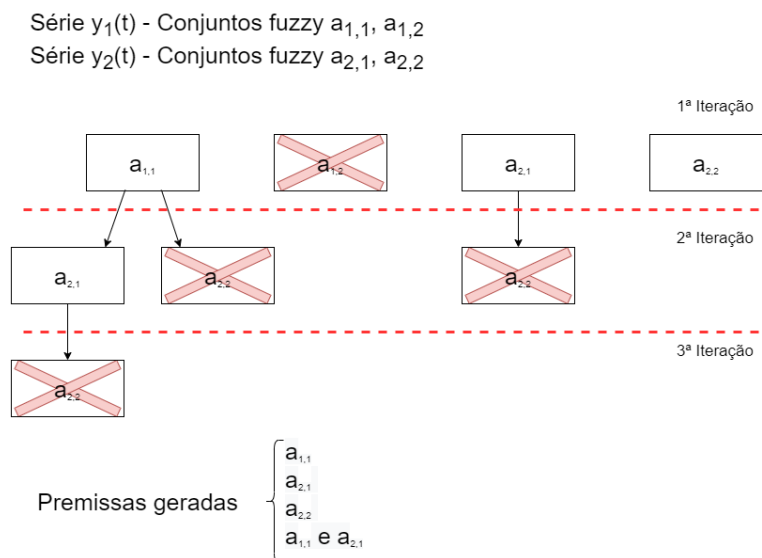 Série y1(t) - Conjuntos fuzzy a1,1, a1,2
Série y2(t) - Conjuntos fuzzy a2,1, a2,2
1ª Iteração
a1,1 a1,2 a2,1 a2,2
2ª Iteração
a2,1 a2,2 a2,2
3ª Iteração
a2,2
Premissas geradas
a1,1
a2,1
a2,2
a1,1 e a2,1